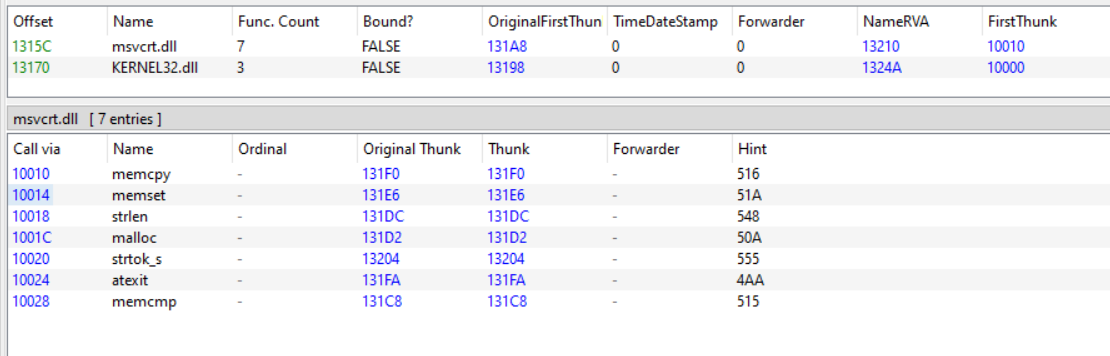 Offset Name Func. Count Bound? OriginalFirstThun TimeDateStamp Forwarder NameRVA FirstThunk
1315C msvcrt.dll 7 FALSE 131A8 0 0 13210 10010
13170 KERNEL32.dll 3 FALSE 13198 0 0 1324A 10000
msvcrt.dll [ 7 entries ]
Call via Name Ordinal Original Thunk Thunk Forwarder Hint
10010 memcpy - 131F0 131F0 - 516
10014 memset - 131E6 131E6 - 51A
10018 strlen - 131DC 131DC - 548
1001C malloc - 131D2 131D2 - 50A
10020 strtok_s - 13204 13204 - 555
10024 atexit - 131FA 131FA - 4AA
10028 memcmp - 131C8 131C8 - 515